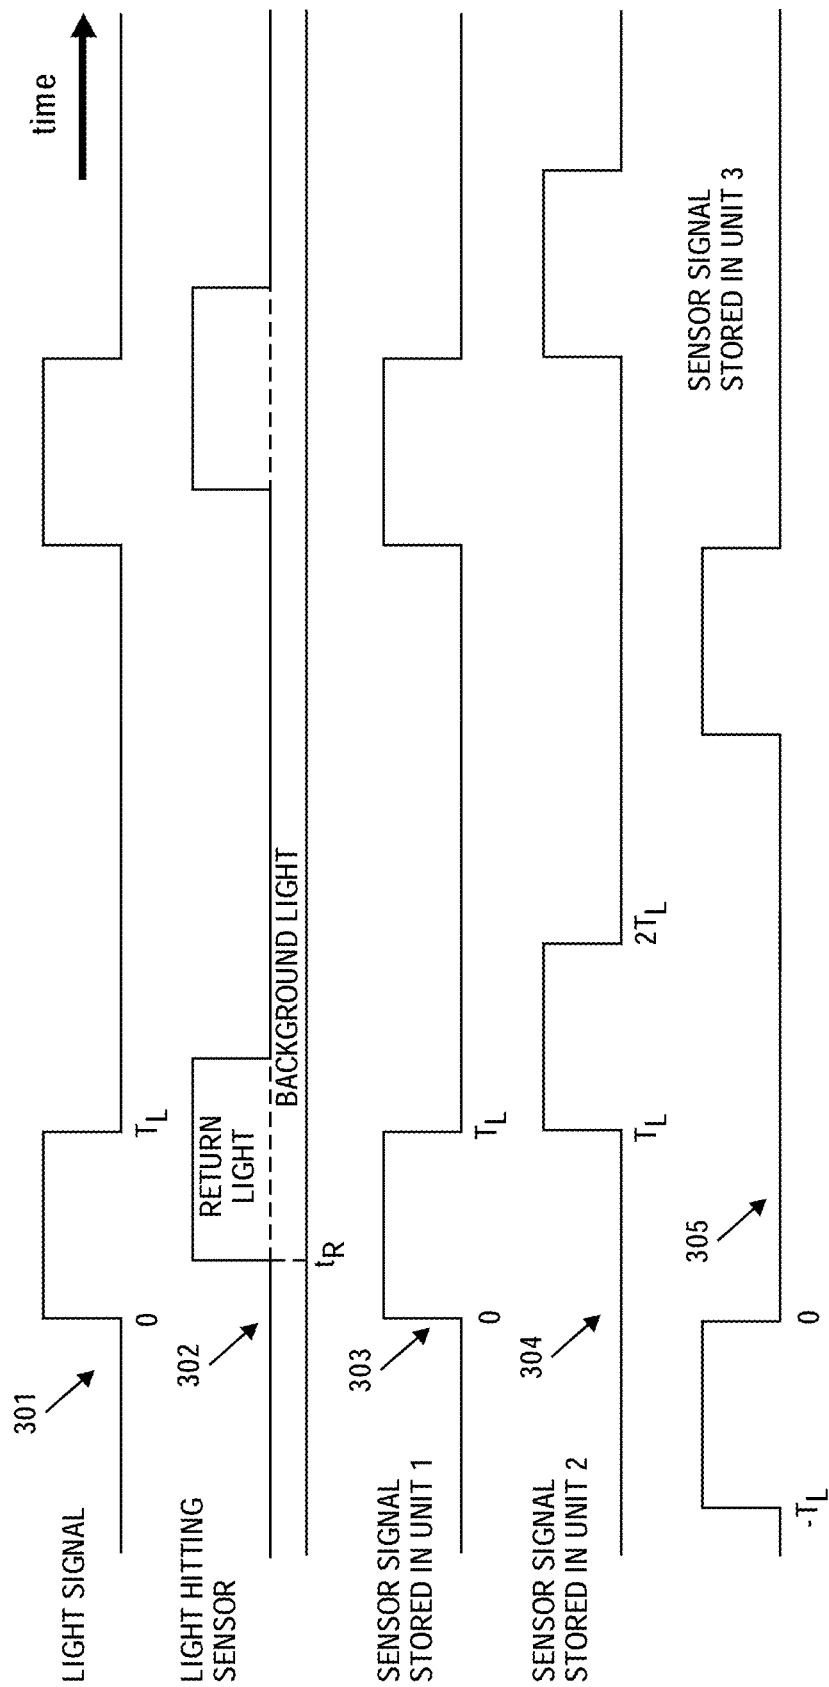 time
LIGHT SIGNAL
301
0
T_L
LIGHT HITTING
SENSOR
302
RETURN
LIGHT
BACKGROUND LIGHT
t_R
SENSOR SIGNAL
STORED IN UNIT 1
303
0
T_L
SENSOR SIGNAL
STORED IN UNIT 2
304
T_L
2T_L
SENSOR SIGNAL
STORED IN UNIT 3
305
-T_L
0